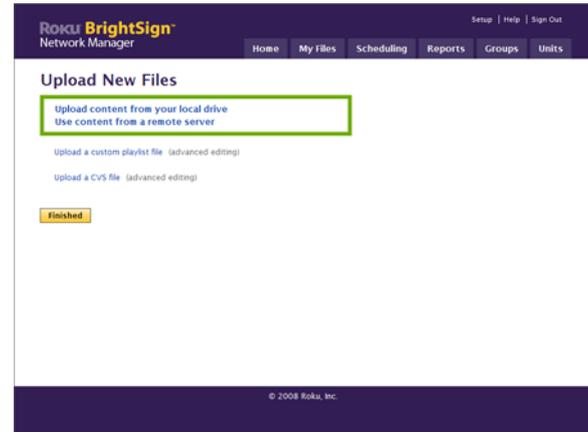 Setup | Help | Sign Out
Roku BrightSign™
Network Manager
Home My Files Scheduling Reports Groups Units
Upload New Files
Upload content from your local drive
Use content from a remote server
Upload a custom playlist file (advanced editing)
Upload a CVS file (advanced editing)
Finished
© 2008 Roku, Inc.